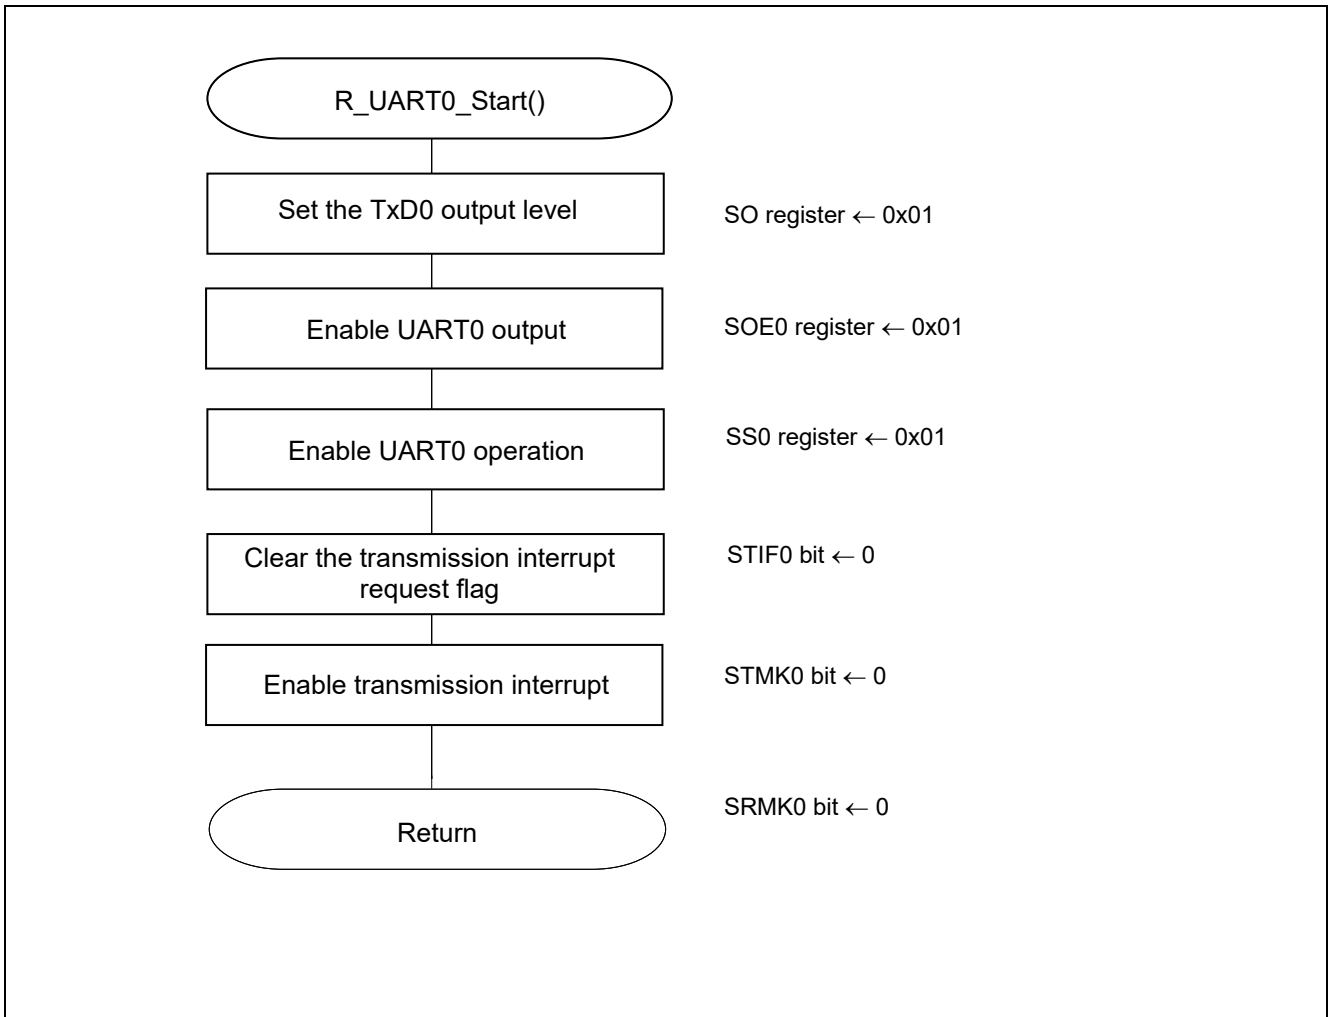 R_UART0_Start()
Set the TxD0 output level
SO register ← 0x01
Enable UART0 output
SOE0 register ← 0x01
Enable UART0 operation
SS0 register ← 0x01
Clear the transmission interrupt
request flag
STIF0 bit ← 0
Enable transmission interrupt
STMK0 bit ← 0
Return
SRMK0 bit ← 0